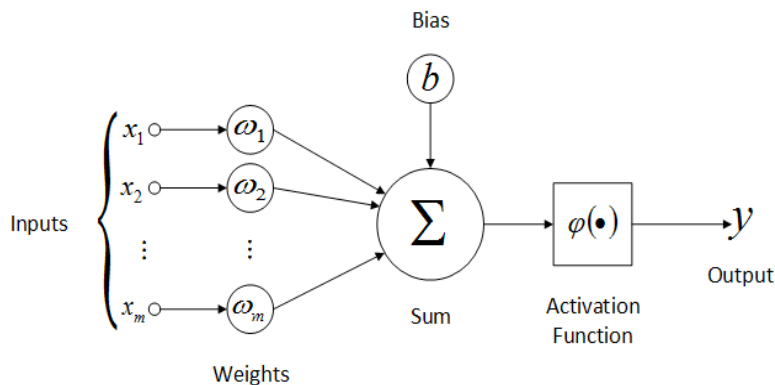 Bias
b
x₁ ω₁
x₂ ω₂
Inputs
⋮ ⋮
Σ
φ(•)
y
Output
xₘ ωₘ
Sum
Activation
Function
Weights